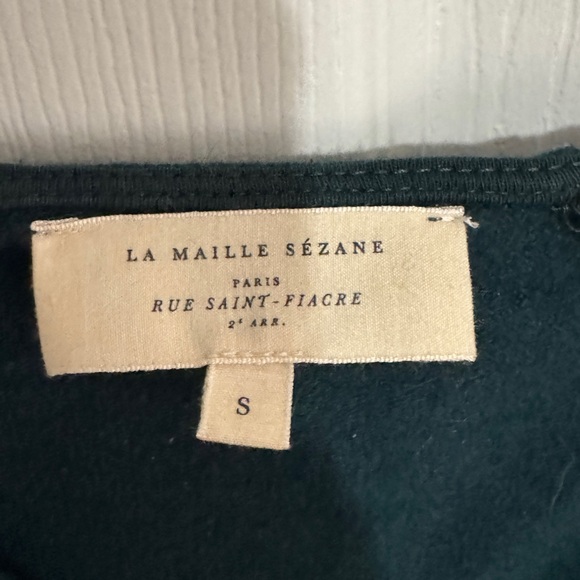 LA MAILLE SÉZANE
PARIS
RUE SAINT-FIACRE
2ᵉ ARR.
S